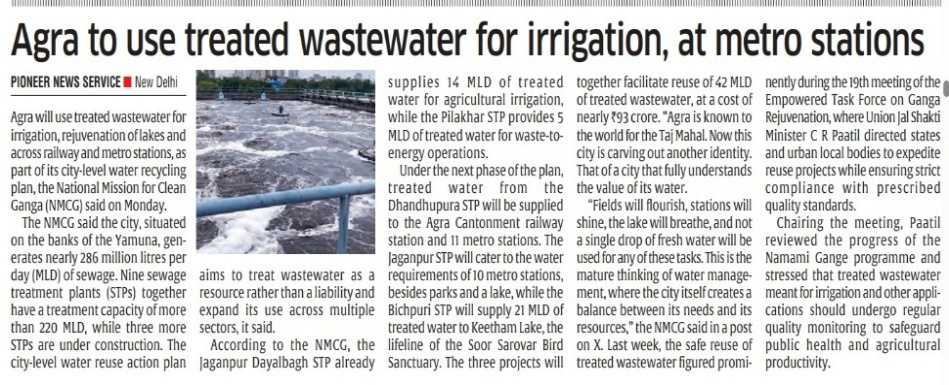 Agra to use treated wastewater for irrigation, at metro stations
PIONEER NEWS SERVICE ■ New Delhi
Agra will use treated wastewater for
irrigation, rejuvenation of lakes and
across railway and metro stations, as
part of its city-level water recycling
plan, the National Mission for Clean
Ganga (NMCG) said on Monday.
The NMCG said the city, situated
on the banks of the Yamuna, gen-
erates nearly 286 million litres per
day (MLD) of sewage. Nine sewage
treatment plants (STPs) together
have a treatment capacity of more
than 220 MLD, while three more
STPs are under construction. The
city-level water reuse action plan
aims to treat wastewater as a
resource rather than a liability and
expand its use across multiple
sectors, it said.
According to the NMCG, the
Jaganpur Dayalbagh STP already
supplies 14 MLD of treated
water for agricultural irrigation,
while the Pilakhar STP provides 5
MLD of treated water for waste-to-
energy operations.
Under the next phase of the plan,
treated water from the
Dhandhupura STP will be supplied
to the Agra Cantonment railway
station and 11 metro stations. The
Jaganpur STP will cater to the water
requirements of 10 metro stations,
besides parks and a lake, while the
Bichpuri STP will supply 21 MLD of
treated water to Keetham Lake, the
lifeline of the Soor Sarovar Bird
Sanctuary. The three projects will
together facilitate reuse of 42 MLD
of treated wastewater, at a cost of
nearly ₹93 crore. "Agra is known to
the world for the Taj Mahal. Now this
city is carving out another identity.
That of a city that fully understands
the value of its water.
"Fields will flourish, stations will
shine, the lake will breathe, and not
a single drop of fresh water will be
used for any of these tasks. This is the
mature thinking of water manage-
ment, where the city itself creates a
balance between its needs and its
resources," the NMCG said in a post
on X. Last week, the safe reuse of
treated wastewater figured promi-
nently during the 19th meeting of the
Empowered Task Force on Ganga
Rejuvenation, where Union Jal Shakti
Minister C R Paatil directed states
and urban local bodies to expedite
reuse projects while ensuring strict
compliance with prescribed
quality standards.
Chairing the meeting, Paatil
reviewed the progress of the
Namami Gange programme and
stressed that treated wastewater
meant for irrigation and other appli-
cations should undergo regular
quality monitoring to safeguard
public health and agricultural
productivity.